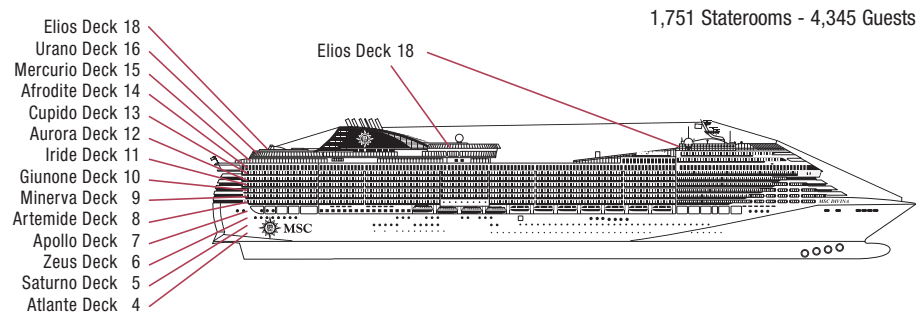 1,751 Staterooms - 4,345 Guests
Elios Deck 18
Urano Deck 16
Mercurio Deck 15
Afrodite Deck 14
Cupido Deck 13
Aurora Deck 12
Iride Deck 11
Giunone Deck 10
Minerva Deck 9
Artemide Deck 8
Apollo Deck 7
Zeus Deck 6
Saturno Deck 5
Atlante Deck 4
Elios Deck 18
MSC DIVINA
MSC